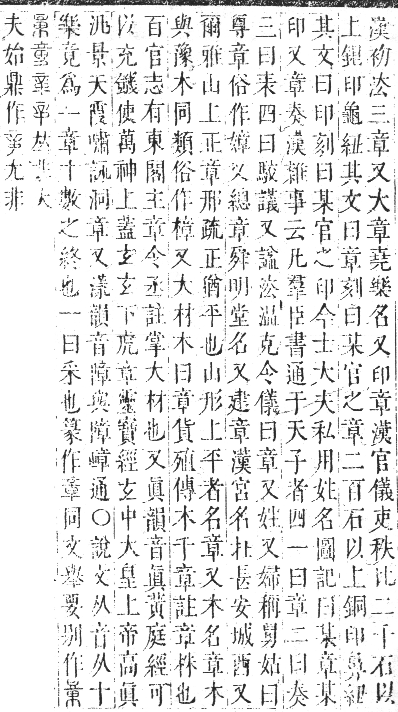 漢初法三章又大章堯樂名又印章漢官儀吏秩比二千石以
上銀印龜紐其文曰章刻曰某官之章二百石以上銅印鼻紐
其文曰印刻曰某官之印今士大夫私用姓名圖記曰某章某
印又章奏漢雜事云凡羣臣書通于天子者四一曰章二曰奏
三曰表四曰駁議又諡法溫克令儀曰章又姓又婦稱舅姑曰
尊章俗作嫜又總章舜明堂名又建章漢宮名在長安城西又
爾雅山上正章邢疏正猶平也山形上平者名章又木名章木
與豫木同類俗作樟又大材木曰章貨殖傳木千章註章株也
百官志有東園主章令丞註掌大材也又眞韻音眞黃庭經可
以充饑使萬神上蓋玄玄下虎章靈寶經玄中大皇上帝高眞
洮景天霞嘯詠洞章又漾韻音障與障嶂通○說文从音从十
樂竟爲一章十數之終也一曰采也篆作章同文舉要別作
童辛从
夫始鼎作 尤非